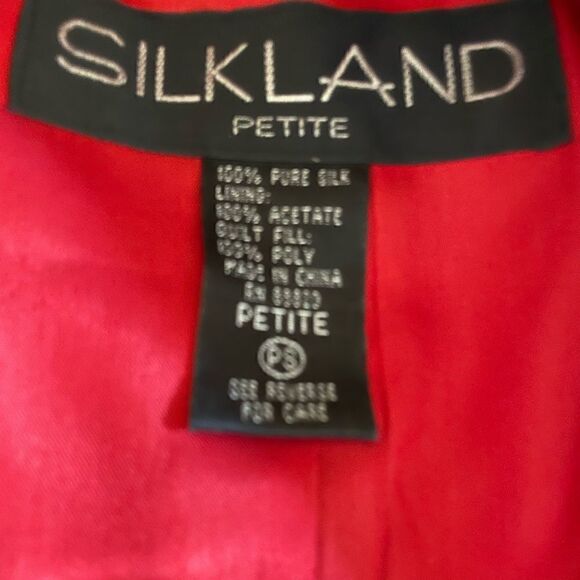 SILKLAND
PETITE
100% PURE SILK
LINING:
100% ACETATE
QUILT FILL:
100% POLY
MADE IN CHINA
RN
PETITE
PS
SEE REVERSE
FOR CARE